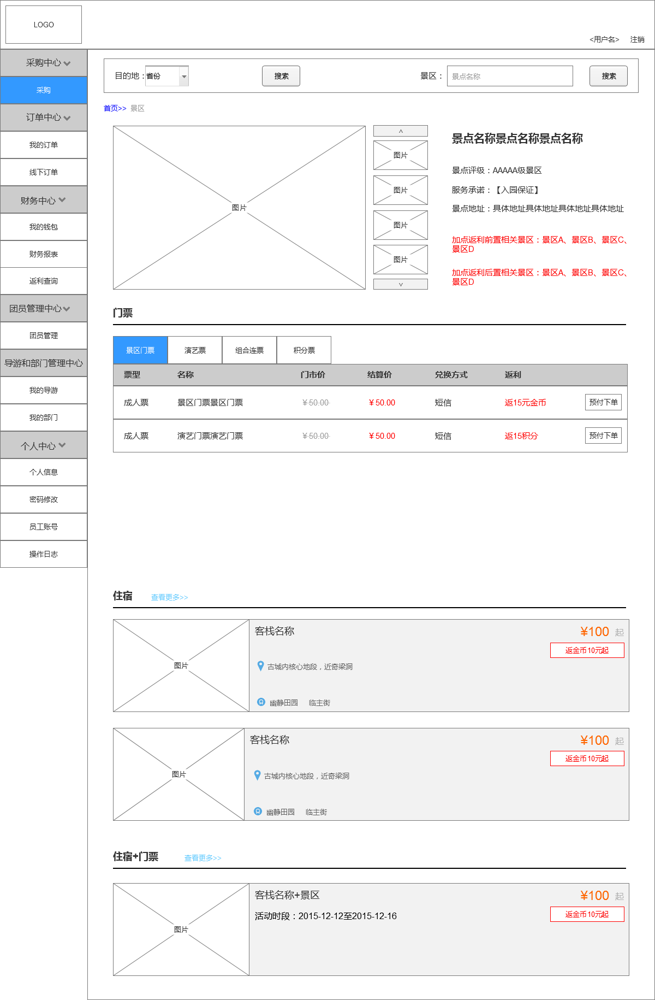 LOGO
<用户名> 注销
采购中心
采购
订单中心
我的订单
线下订单
财务中心
我的钱包
财务报表
返利查询
团员管理中心
团员管理
导游和部门管理中心
我的导游
我的部门
个人中心
个人信息
密码修改
员工账号
操作日志
目的地：省份 搜索 景区： 景点名称 搜索
首页>> 景区
图片
<
图片
图片
图片
图片
>
景点名称景点名称景点名称
景点评级：AAAAA级景区
服务承诺：【入园保证】
景点地址：具体地址具体地址具体地址具体地址
加点返利前置相关景区：景区A、景区B、景区C、
景区D
加点返利后置相关景区：景区A、景区B、景区C、
景区D
门票
景区门票 演艺票 组合连票 积分票
票型 名称 门市价 结算价 兑换方式 返利
成人票 景区门票景区门票 ￥50.00 ￥50.00 短信 返15元金币 预付下单
成人票 演艺门票演艺门票 ￥50.00 ￥50.00 短信 返15积分 预付下单
住宿 查看更多>>
图片
客栈名称 ¥100 起
返金币10元起
古城内核心地段，近奇梁洞
幽静田园 临主街
图片
客栈名称 ¥100 起
返金币10元起
古城内核心地段，近奇梁洞
幽静田园 临主街
住宿+门票 查看更多>>
图片
客栈名称+景区 ¥100 起
返金币10元起
活动时段：2015-12-12至2015-12-16